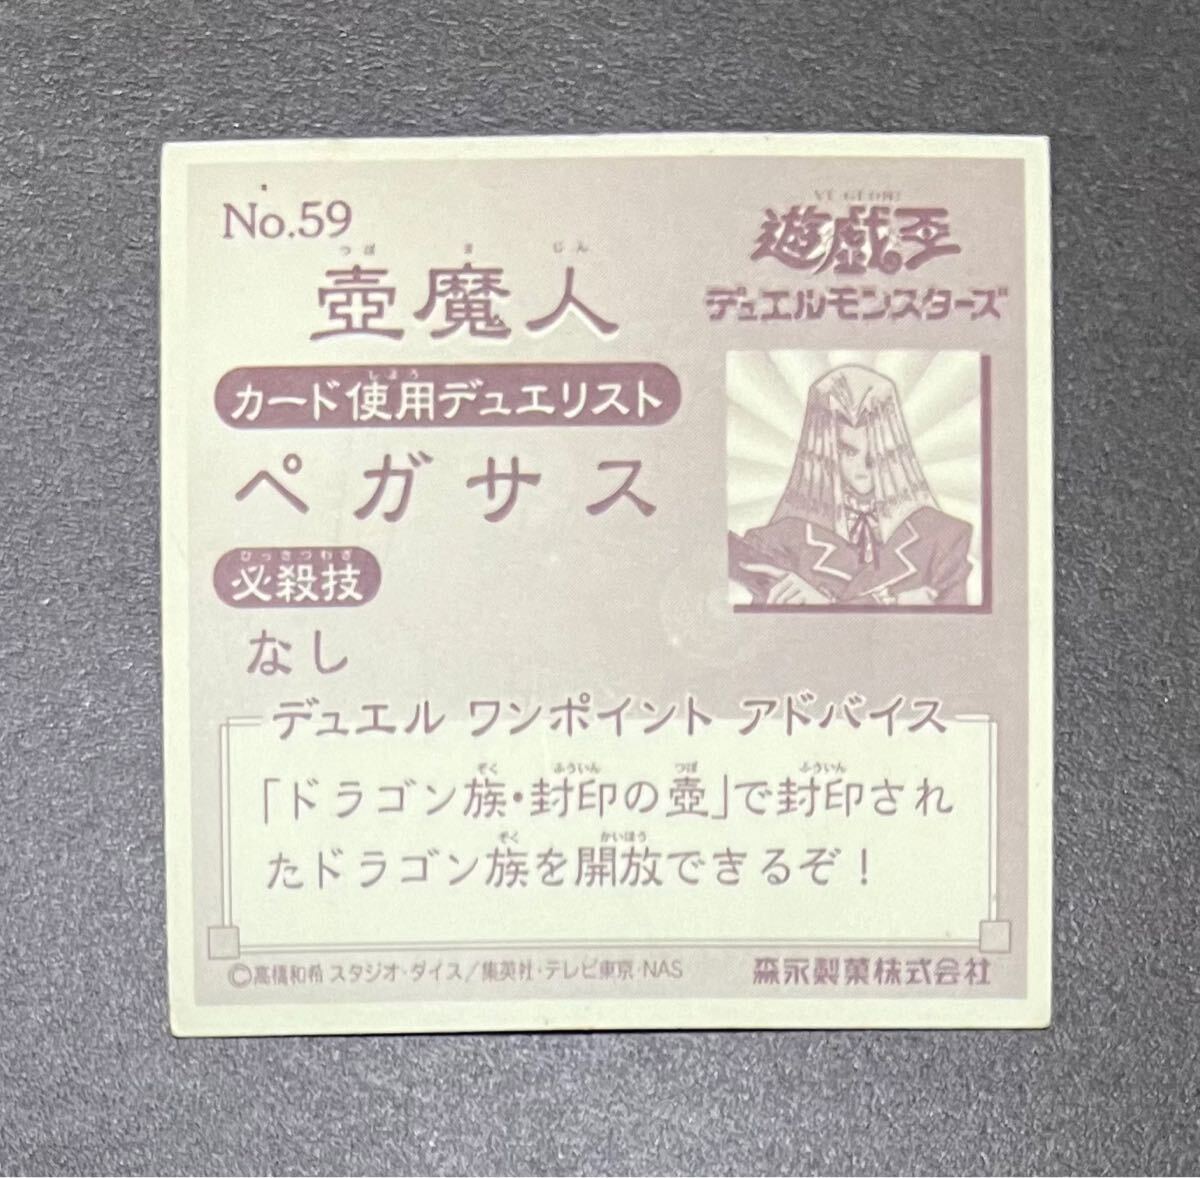 No.59
YU-GI-OH!
遊戯王
デュエルモンスターズ
つぼ ま じん
壺魔人
しよう
カード使用デュエリスト
ペガサス
ひっさつわざ
必殺技
なし
デュエル ワンポイント アドバイス
ぞく ふういん つぼ ふういん
「ドラゴン族・封印の壺」で封印され
ぞく かいほう
たドラゴン族を開放できるぞ！
©高橋和希 スタジオ・ダイス/集英社・テレビ東京・NAS
森永製菓株式会社